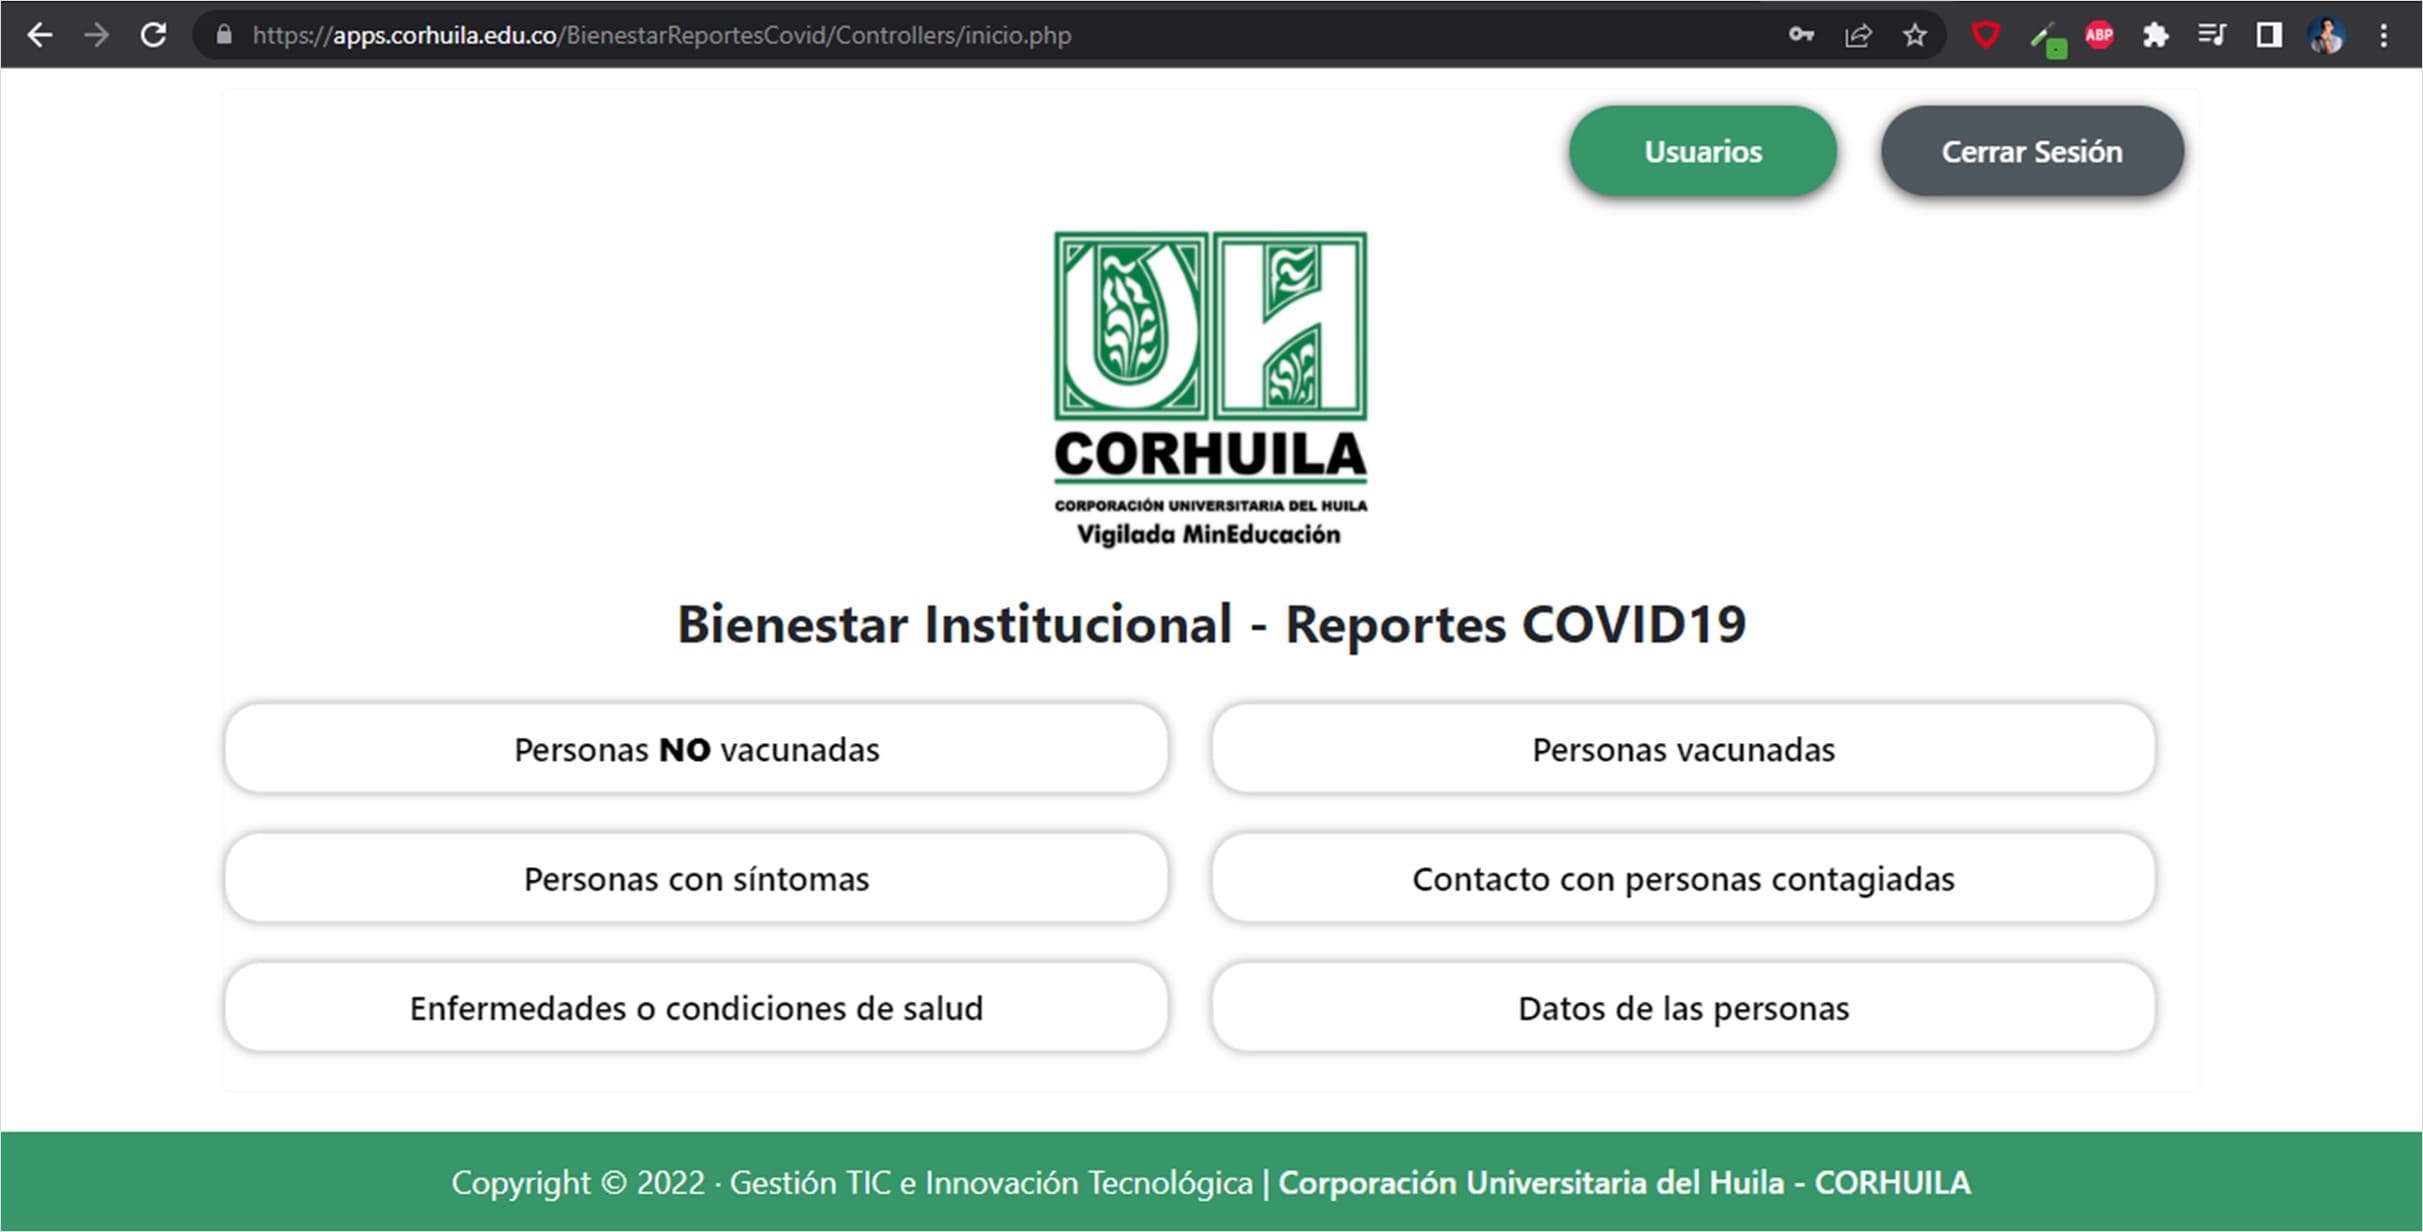 https://apps.corhuila.edu.co/BienestarReportesCovid/Controllers/inicio.php
ABP
Usuarios
Cerrar Sesión
UH
CORHUILA
CORPORACIÓN UNIVERSITARIA DEL HUILA
Vigilada MinEducación
Bienestar Institucional - Reportes COVID19
Personas NO vacunadas
Personas vacunadas
Personas con síntomas
Contacto con personas contagiadas
Enfermedades o condiciones de salud
Datos de las personas
Copyright © 2022 · Gestión TIC e Innovación Tecnológica | Corporación Universitaria del Huila - CORHUILA